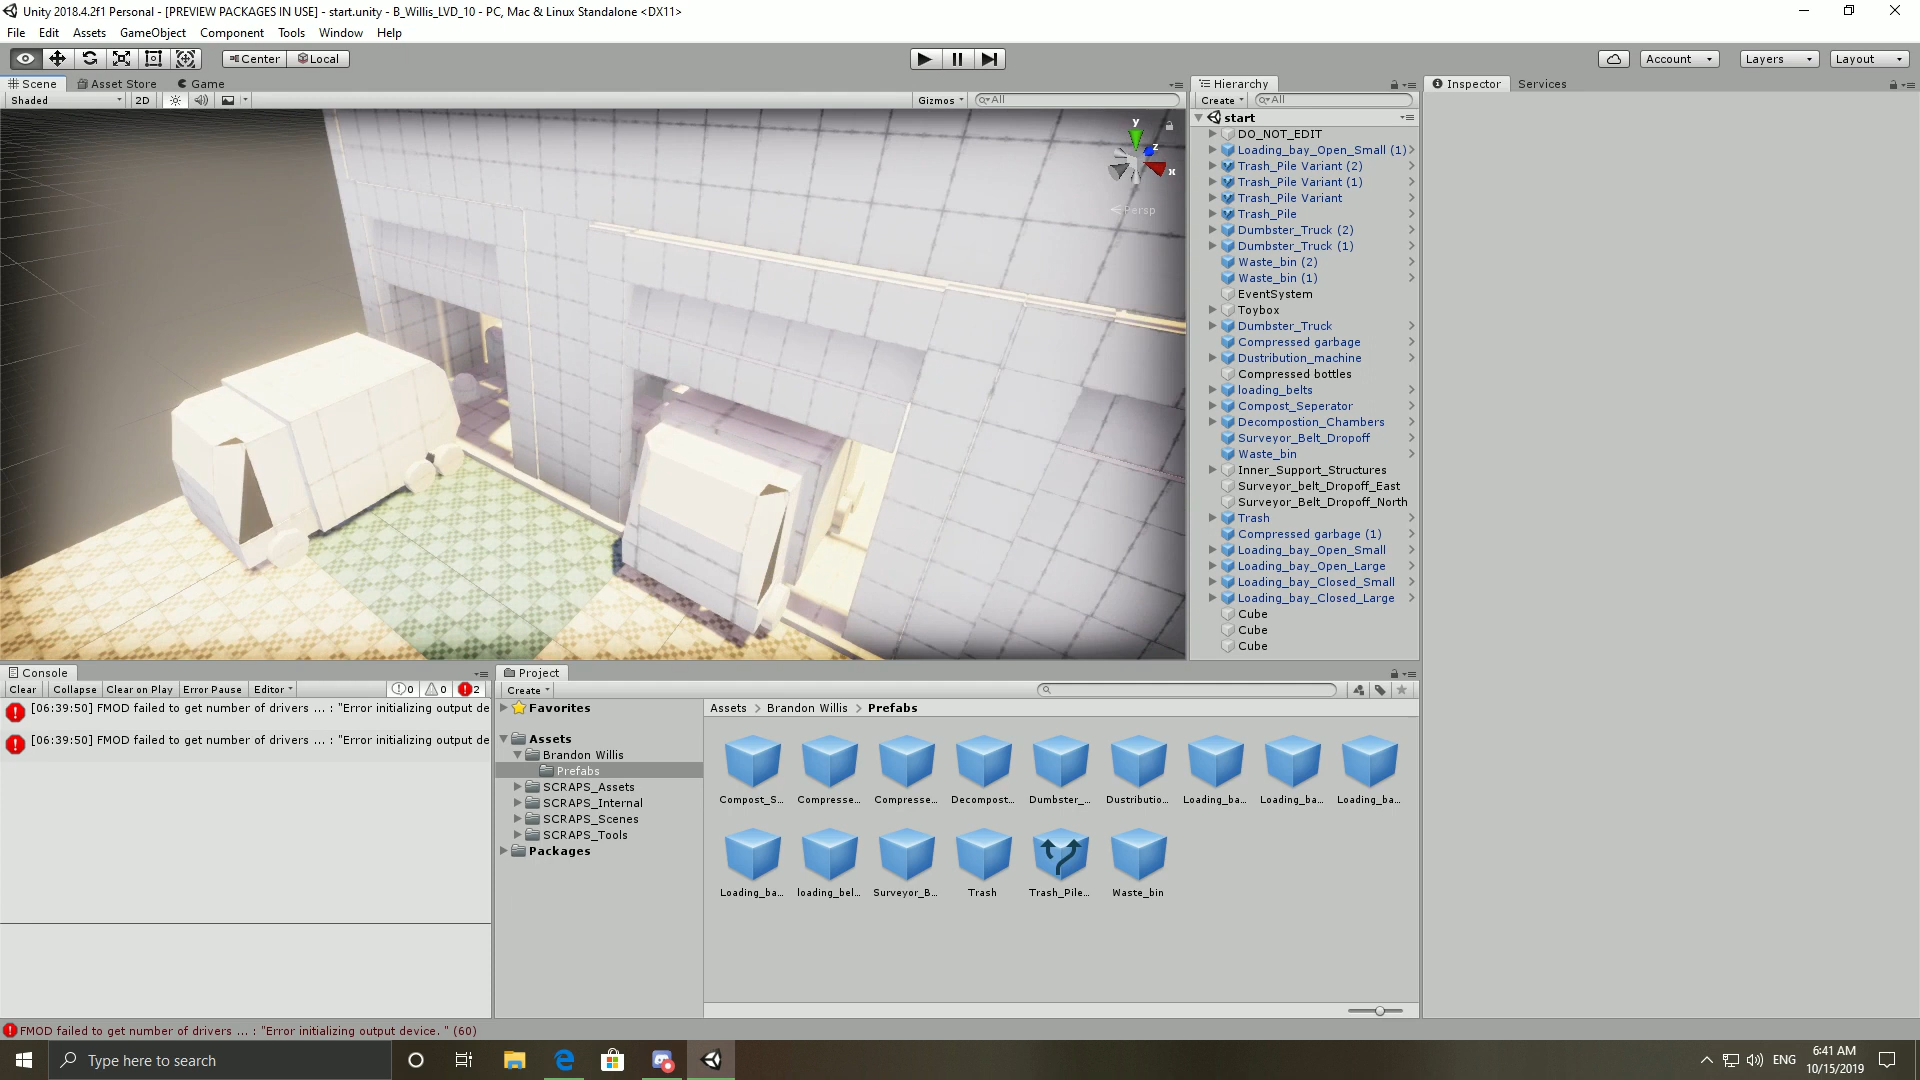 Unity 2018.4.2f1 Personal - [PREVIEW PACKAGES IN USE] - start.unity - B_Willis_LVD_10 - PC, Mac & Linux Standalone <DX11>
File Edit Assets GameObject Component Tools Window Help
Center Local Account Layers Layout
Scene Asset Store Game
Shaded 2D Gizmos All
y
z
x
Persp
Hierarchy
Create All
start
DO_NOT_EDIT
Loading_bay_Open_Small (1)
Trash_Pile Variant (2)
Trash_Pile Variant (1)
Trash_Pile Variant
Trash_Pile
Dumbster_Truck (2)
Dumbster_Truck (1)
Waste_bin (2)
Waste_bin (1)
EventSystem
Toybox
Dumbster_Truck
Compressed garbage
Dustribution_machine
Compressed bottles
loading_belts
Compost_Seperator
Decompostion_Chambers
Surveyor_Belt_Dropoff
Waste_bin
Inner_Support_Structures
Surveyor_belt_Dropoff_East
Surveyor_Belt_Dropoff_North
Trash
Compressed garbage (1)
Loading_bay_Open_Small
Loading_bay_Open_Large
Loading_bay_Closed_Small
Loading_bay_Closed_Large
Cube
Cube
Cube
Inspector Services
Console
Clear Collapse Clear on Play Error Pause Editor 0 0 2
[06:39:50] FMOD failed to get number of drivers ... : "Error initializing output de
[06:39:50] FMOD failed to get number of drivers ... : "Error initializing output de
Project
Create
Favorites
Assets
Brandon Willis
Prefabs
SCRAPS_Assets
SCRAPS_Internal
SCRAPS_Scenes
SCRAPS_Tools
Packages
Assets > Brandon Willis > Prefabs
Compost_S... Compresse... Compresse... Decompost... Dumbster_... Dustributio... Loading_ba... Loading_ba... Loading_ba...
Loading_ba... loading_bel... Surveyor_B... Trash Trash_Pile... Waste_bin
FMOD failed to get number of drivers ... : "Error initializing output device. " (60)
Type here to search
ENG
6:41 AM
10/15/2019